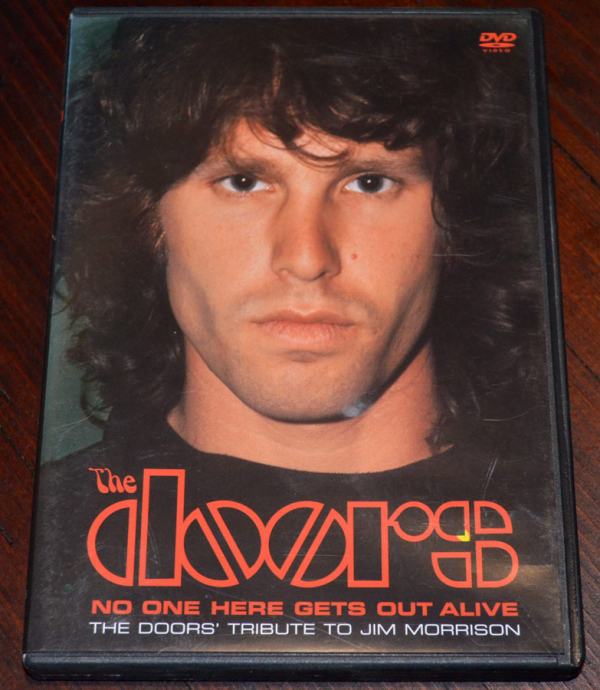 DVD
VIDEO
The
doors
NO ONE HERE GETS OUT ALIVE
THE DOORS' TRIBUTE TO JIM MORRISON